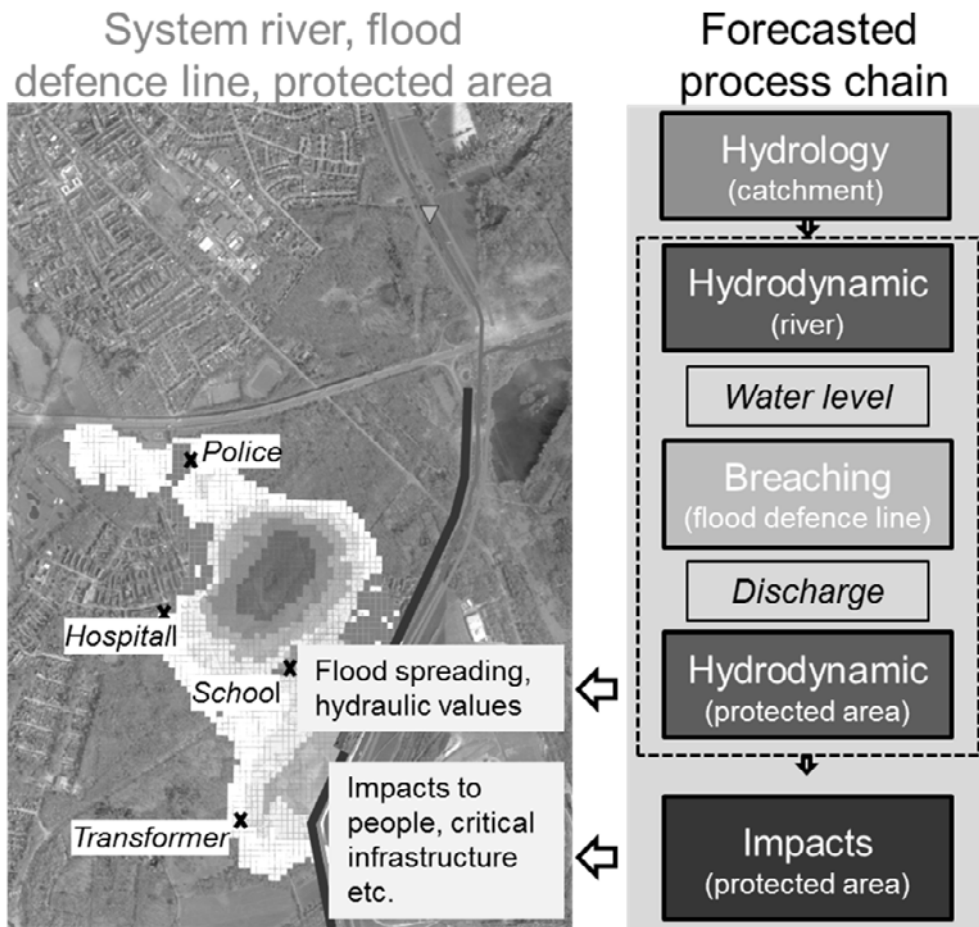 System river, flood
defence line, protected area
Police
Hospital
School
Transformer
Flood spreading,
hydraulic values
Impacts to
people, critical
infrastructure
etc.
Forecasted
process chain
Hydrology
(catchment)
Hydrodynamic
(river)
Water level
Breaching
(flood defence line)
Discharge
Hydrodynamic
(protected area)
Impacts
(protected area)